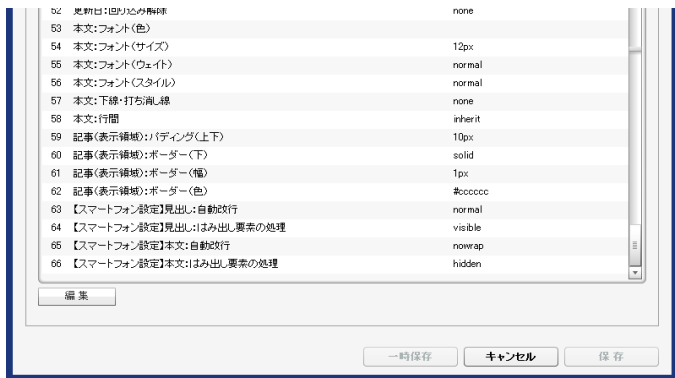 52 更新日:回り込み解除 none
53 本文:フォント(色)
54 本文:フォント(サイズ) 12px
55 本文:フォント(ウェイト) normal
56 本文:フォント(スタイル) normal
57 本文:下線・打ち消し線 none
58 本文:行間 inherit
59 記事(表示領域):パディング(上下) 10px
60 記事(表示領域):ボーダー(下) solid
61 記事(表示領域):ボーダー(幅) 1px
62 記事(表示領域):ボーダー(色) #cccccc
63 【スマートフォン設定】見出し:自動改行 normal
64 【スマートフォン設定】見出し:はみ出し要素の処理 visible
65 【スマートフォン設定】本文:自動改行 nowrap
66 【スマートフォン設定】本文:はみ出し要素の処理 hidden
編集
一時保存 キャンセル 保存